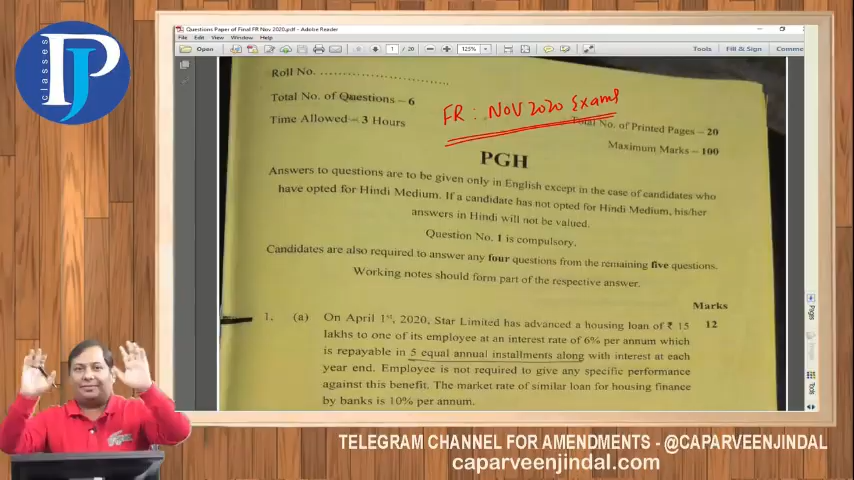 Questions Paper of Final FR Nov 2020.pdf - Adobe Reader
File Edit View Window Help
Open 1 / 20 125% Tools Fill & Sign Comme
PJ
classes
Roll No. ..............................
Total No. of Questions – 6
FR : NOV 2020 Exams
Time Allowed – 3 Hours
Total No. of Printed Pages – 20
Maximum Marks – 100
PGH
Answers to questions are to be given only in English except in the case of candidates who
have opted for Hindi Medium. If a candidate has not opted for Hindi Medium, his/her
answers in Hindi will not be valued.
Question No. 1 is compulsory.
Candidates are also required to answer any four questions from the remaining five questions.
Working notes should form part of the respective answer.
Marks
1. (a) On April 1st, 2020, Star Limited has advanced a housing loan of ₹ 15 12
lakhs to one of its employee at an interest rate of 6% per annum which
is repayable in 5 equal annual installments along with interest at each
year end. Employee is not required to give any specific performance
against this benefit. The market rate of similar loan for housing finance
by banks is 10% per annum.
TELEGRAM CHANNEL FOR AMENDMENTS - @CAPARVEENJINDAL
caparveenjindal.com